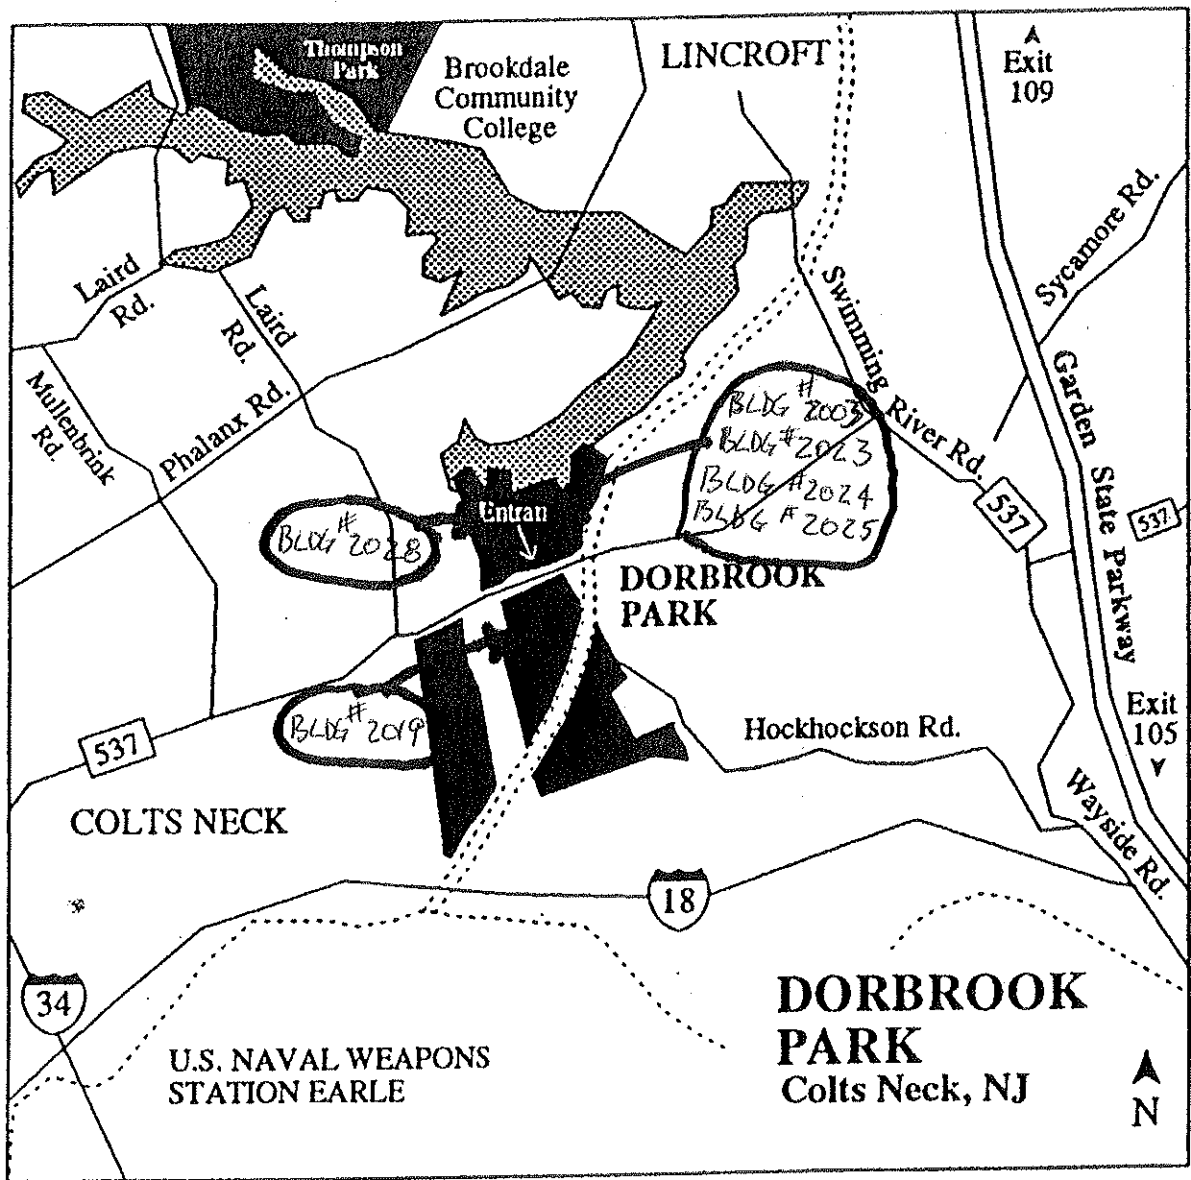 Thompson
Park
Brookdale
Community
College
LINCROFT
Exit
109
Sycamore Rd.
Laird
Rd.
Laird
Rd.
Swimming River Rd.
Mullenbrink
Rd.
Phalanx Rd.
Garden State Parkway
BLDG # 2003
BLDG # 2023
BLDG # 2024
BLDG # 2025
537
537
Entran
BLDG # 2028
DORBROOK
PARK
BLDG # 2019
537
Hockhockson Rd.
Exit
105
COLTS NECK
Wayside Rd.
18
34
U.S. NAVAL WEAPONS
STATION EARLE
DORBROOK
PARK
Colts Neck, NJ
N